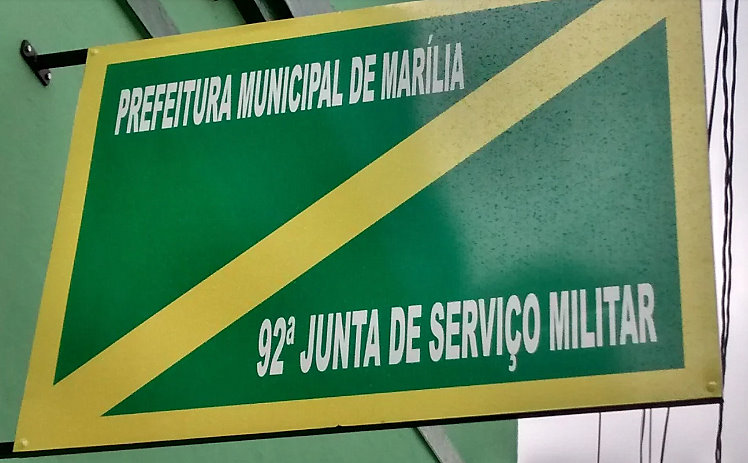 PREFEITURA MUNICIPAL DE MARÍLIA
92ª JUNTA DE SERVIÇO MILITAR